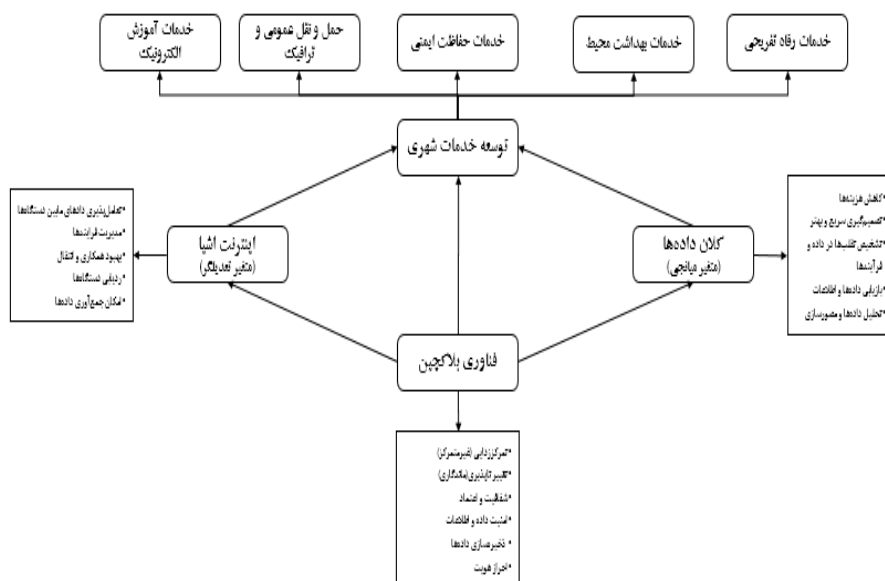 خدمات رفاه تفریحی
خدمات بهداشت محیط
خدمات حفاظت ایمنی
حمل و نقل عمومی و
ترافیک
خدمات آموزش
الکترونیک
توسعه خدمات شهری
•کاهش هزینه‌ها
•تصمیم‌گیری سریع و بهتر
•تشخیص تقلب‌ها در داده و
فرآیندها
•بازیابی داده‌ها و اطلاعات
•تحلیل داده‌ها و مصورسازی
کلان داده‌ها
(متغیر میانجی)
اینترنت اشیا
(متغیر تعدیلگر)
•تعامل‌پذیری داده‌های مابین دستگاه‌ها
•مدیریت فرایندها
•بهبود همکاری و انتقال
•ردیابی دستگاه‌ها
•امکان جمع‌آوری داده‌ها
فناوری بلاکچین
•تمرکززدایی (غیرمتمرکز)
•تغییر ناپذیری(ماندگاری)
•شفافیت و اعتماد
•امنیت داده و اطلاعات
•ذخیره‌سازی داده‌ها
•احراز هویت